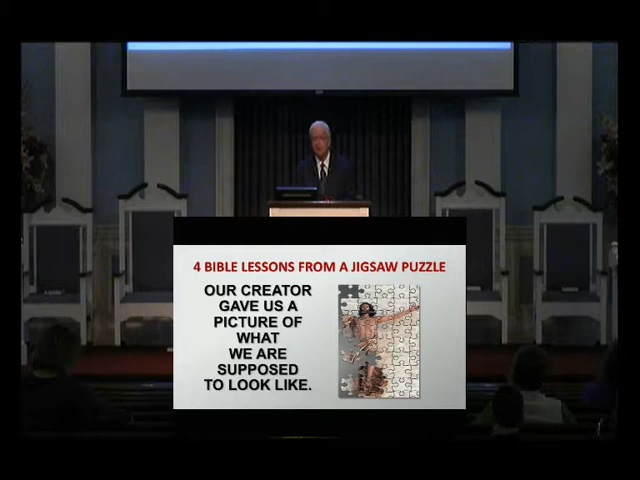 4 BIBLE LESSONS FROM A JIGSAW PUZZLE
OUR CREATOR
GAVE US A
PICTURE OF
WHAT
WE ARE
SUPPOSED
TO LOOK LIKE.